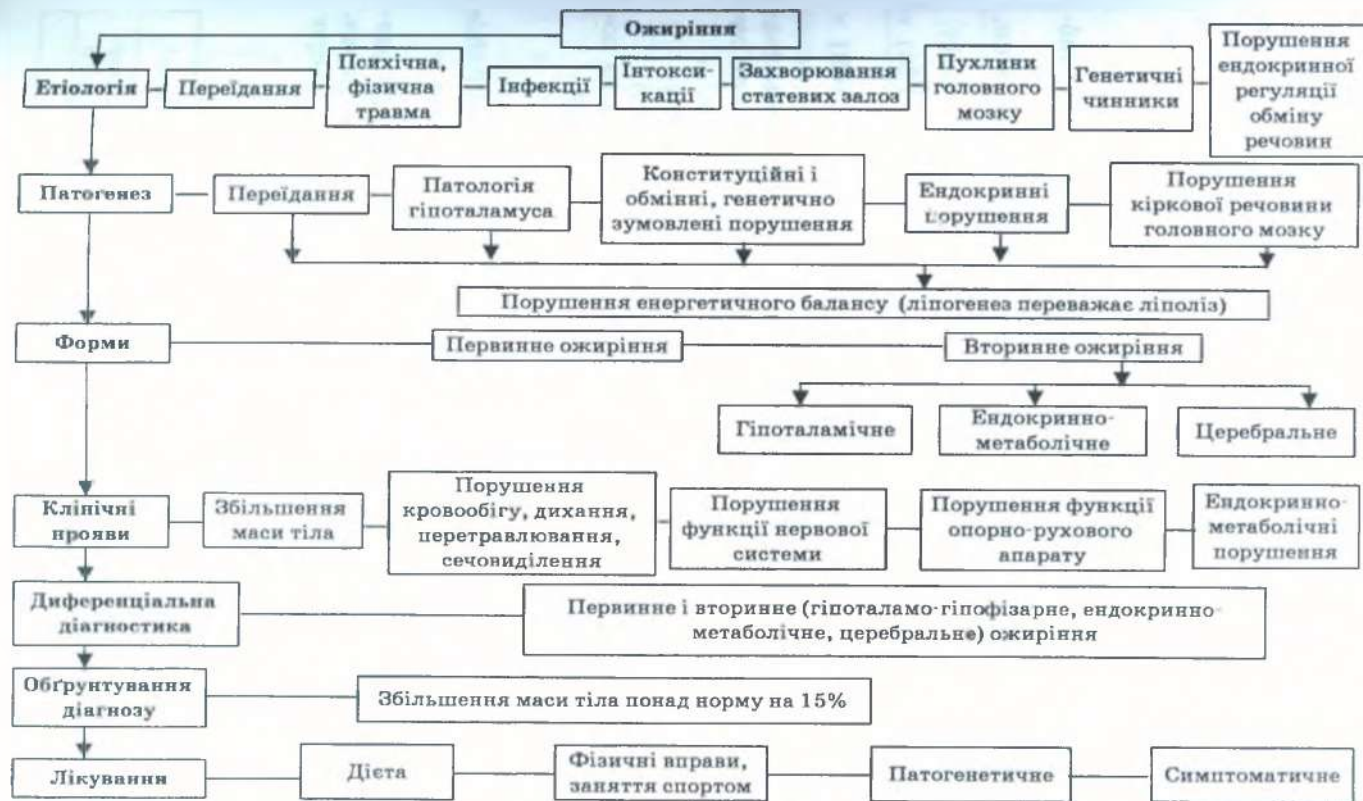 Ожиріння
Етіологія
Переїдання
Психічна,
фізична
травма
Інфекції
Інтокси-
кації
Захворювання
статевих залоз
Пухлини
головного
мозку
Генетичні
чинники
Порушення
ендокринної
регуляції
обміну
речовин
Патогенез
Переїдання
Патологія
гіпоталамуса
Конституційні і
обмінні, генетично
зумовлені порушення
Ендокринні
порушення
Порушення
кіркової речовини
головного мозку
Порушення енергетичного балансу (ліпогенез переважає ліполіз)
Форми
Первинне ожиріння
Вторинне ожиріння
Гіпоталамічне
Ендокринно-
метаболічне
Церебральне
Клінічні
прояви
Збільшення
маси тіла
Порушення
кровообігу, дихання,
перетравлювання,
сечовиділення
Порушення
функції нервової
системи
Порушення функції
опорно-рухового
апарату
Ендокринно-
метаболічні
порушення
Диференціальна
діагностика
Первинне і вторинне (гіпоталамо-гіпофізарне, ендокринно-
метаболічне, церебральне) ожиріння
Обґрунтування
діагнозу
Збільшення маси тіла понад норму на 15%
Лікування
Дієта
Фізичні вправи,
заняття спортом
Патогенетичне
Симптоматичне